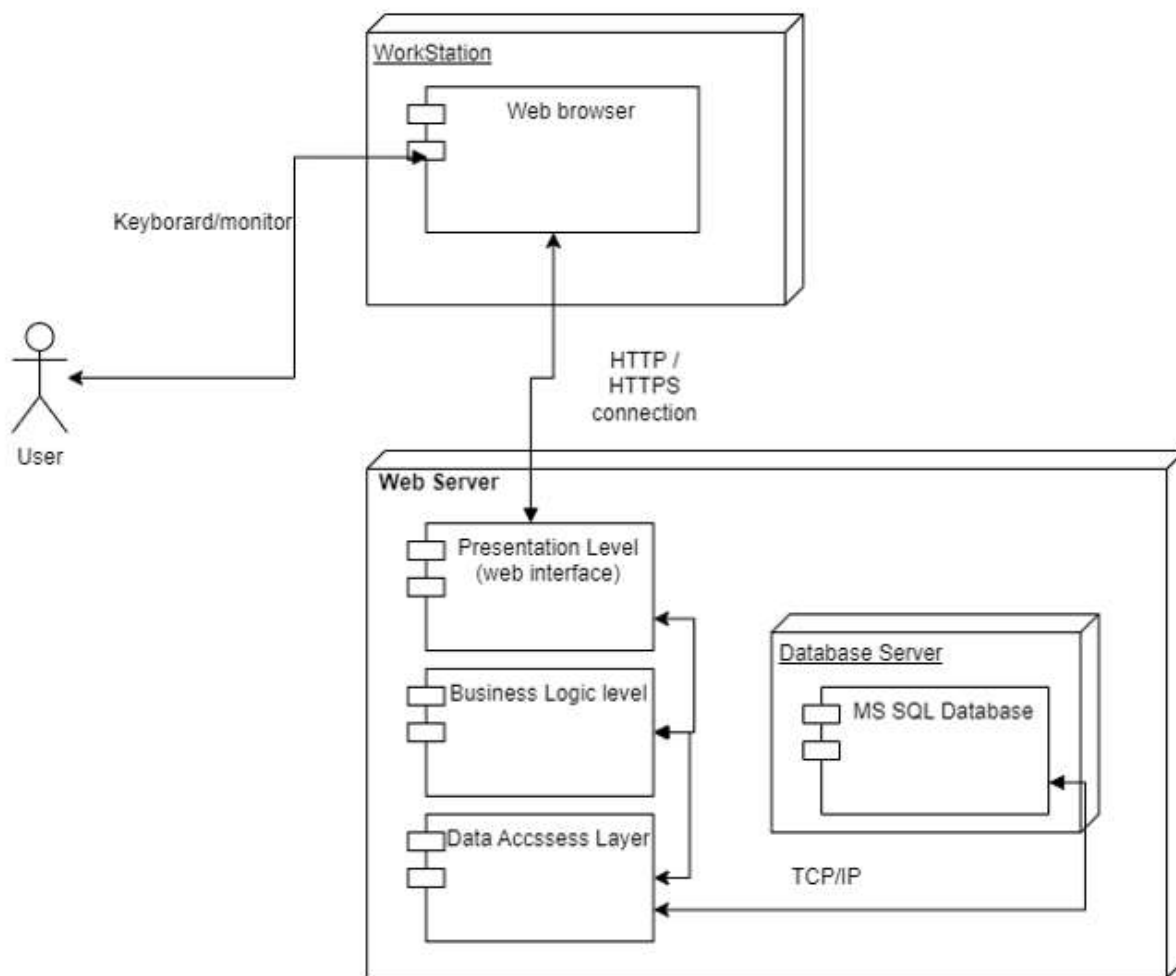 WorkStation
Web browser
Keyborard/monitor
HTTP /
HTTPS
connection
User
Web Server
Presentation Level
(web interface)
Database Server
Business Logic level
MS SQL Database
Data Accssess Layer
TCP/IP